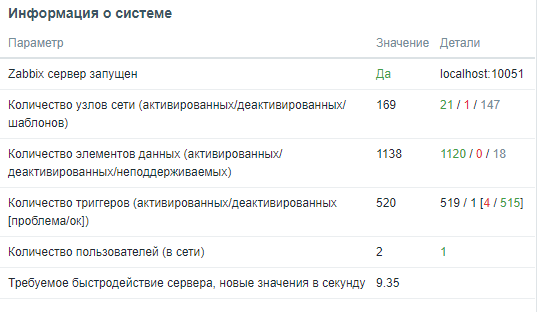 Информация о системе
Параметр Значение Детали
Zabbix сервер запущен Да localhost:10051
Количество узлов сети (активированных/деактивированных/ 169 21 / 1 / 147
шаблонов)
Количество элементов данных (активированных/ 1138 1120 / 0 / 18
деактивированных/неподдерживаемых)
Количество триггеров (активированных/деактивированных 520 519 / 1 [4 / 515]
[проблема/ок])
Количество пользователей (в сети) 2 1
Требуемое быстродействие сервера, новые значения в секунду 9.35